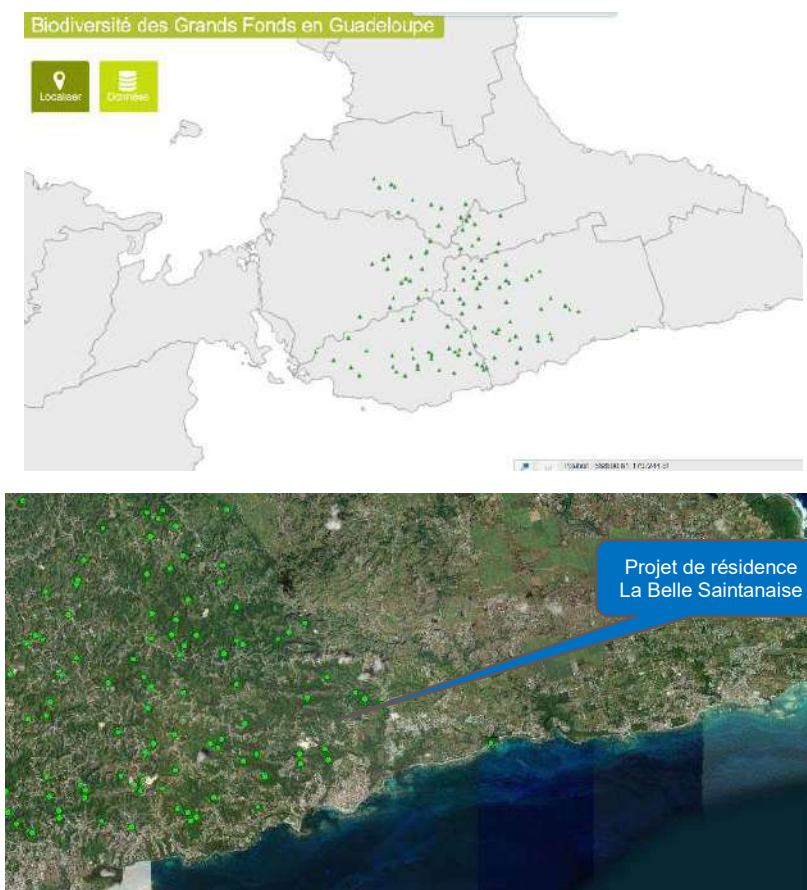 Biodiversité des Grands Fonds en Guadeloupe
Localiser
Données
Projet de résidence
La Belle Saintanaise